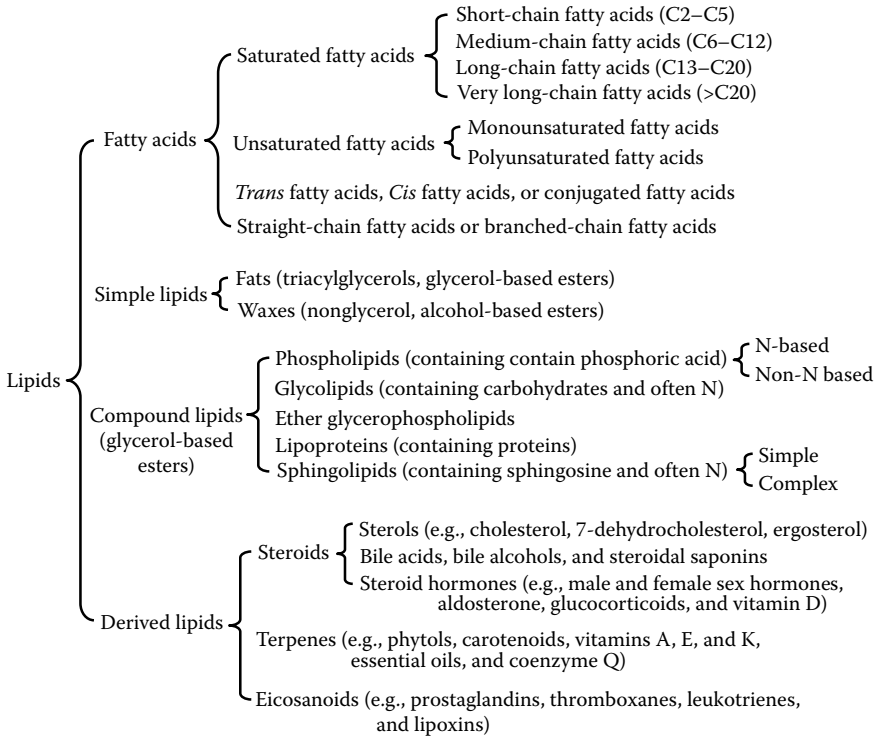 Short-chain fatty acids (C2–C5)
Saturated fatty acids
Medium-chain fatty acids (C6–C12)
Long-chain fatty acids (C13–C20)
Very long-chain fatty acids (>C20)
Fatty acids
Unsaturated fatty acids
Monounsaturated fatty acids
Polyunsaturated fatty acids
Trans fatty acids, Cis fatty acids, or conjugated fatty acids
Straight-chain fatty acids or branched-chain fatty acids
Simple lipids
Fats (triacylglycerols, glycerol-based esters)
Waxes (nonglycerol, alcohol-based esters)
Lipids
Compound lipids
(glycerol-based
esters)
Phospholipids (containing contain phosphoric acid)
N-based
Non-N based
Glycolipids (containing carbohydrates and often N)
Ether glycerophospholipids
Lipoproteins (containing proteins)
Sphingolipids (containing sphingosine and often N)
Simple
Complex
Derived lipids
Steroids
Sterols (e.g., cholesterol, 7-dehydrocholesterol, ergosterol)
Bile acids, bile alcohols, and steroidal saponins
Steroid hormones (e.g., male and female sex hormones,
aldosterone, glucocorticoids, and vitamin D)
Terpenes (e.g., phytols, carotenoids, vitamins A, E, and K,
essential oils, and coenzyme Q)
Eicosanoids (e.g., prostaglandins, thromboxanes, leukotrienes,
and lipoxins)